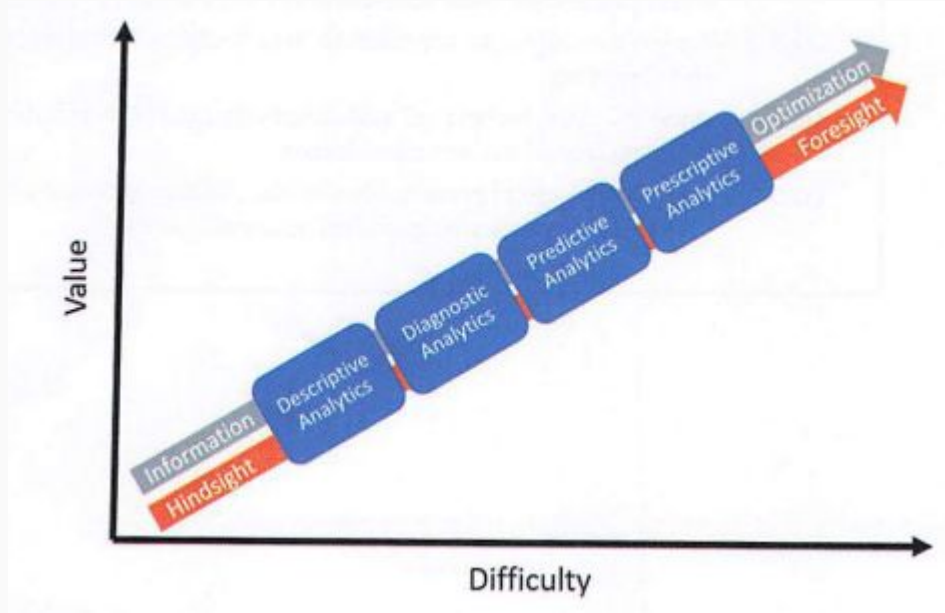 Value
Optimization
Foresight
Prescriptive
Analytics
Predictive
Analytics
Diagnostic
Analytics
Descriptive
Analytics
Information
Hindsight
Difficulty